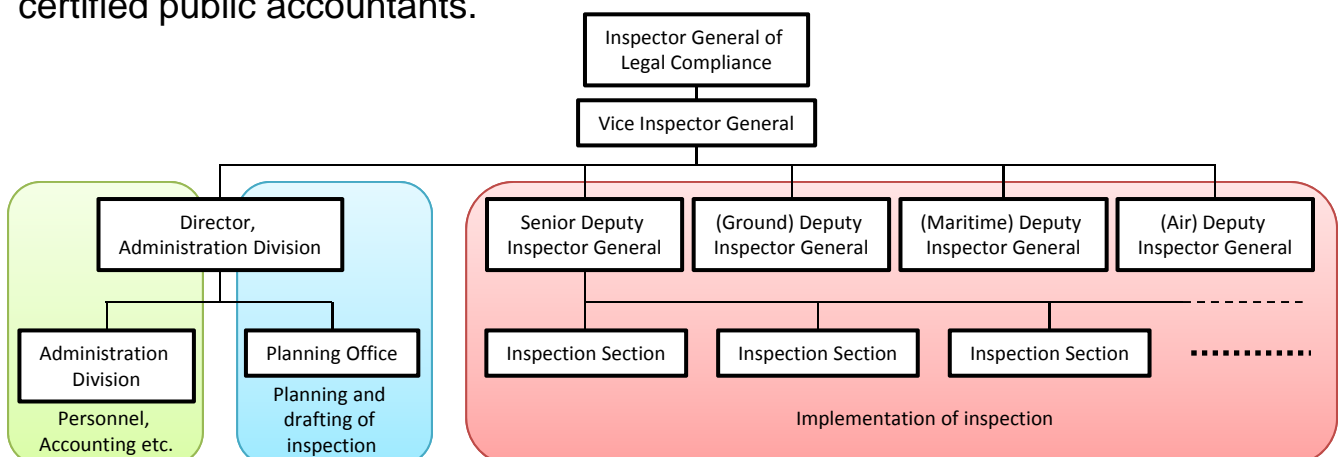 certified public accountants.
Inspector General of
Legal Compliance
Vice Inspector General
Director,
Administration Division
Senior Deputy
Inspector General
(Ground) Deputy
Inspector General
(Maritime) Deputy
Inspector General
(Air) Deputy
Inspector General
Administration
Division
Planning Office
Inspection Section
Inspection Section
Inspection Section
Personnel,
Accounting etc.
Planning and
drafting of
inspection
Implementation of inspection